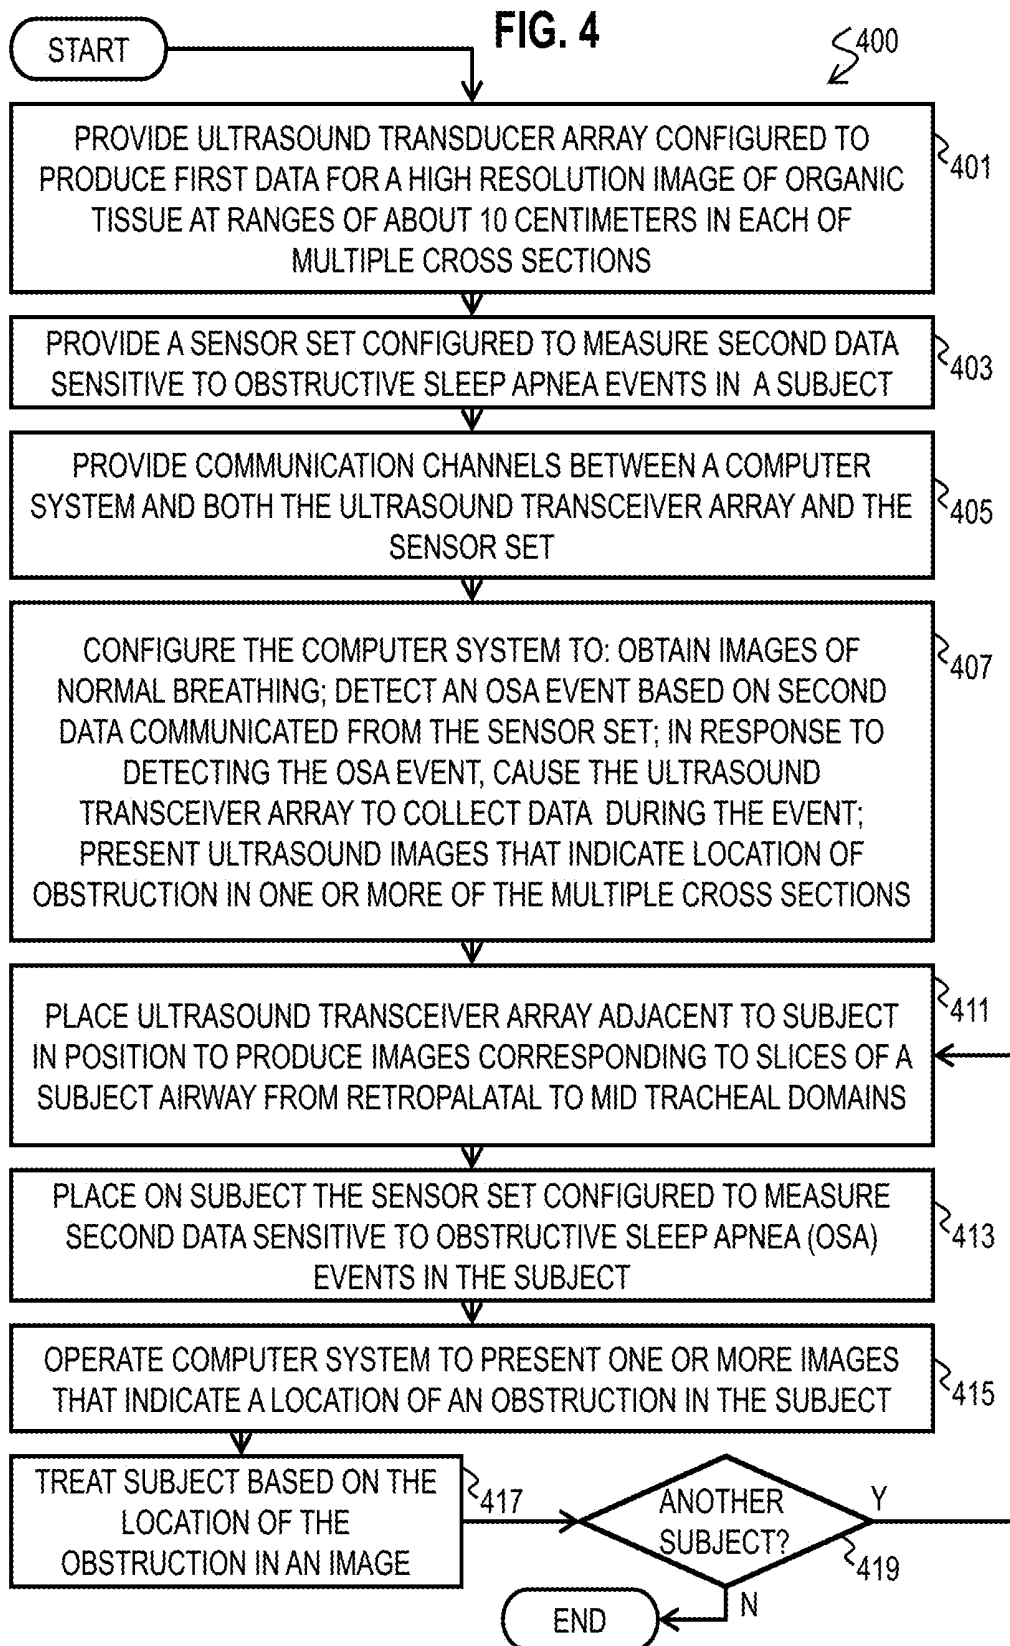 FIG. 4
START
400
PROVIDE ULTRASOUND TRANSDUCER ARRAY CONFIGURED TO
PRODUCE FIRST DATA FOR A HIGH RESOLUTION IMAGE OF ORGANIC
TISSUE AT RANGES OF ABOUT 10 CENTIMETERS IN EACH OF
MULTIPLE CROSS SECTIONS
401
PROVIDE A SENSOR SET CONFIGURED TO MEASURE SECOND DATA
SENSITIVE TO OBSTRUCTIVE SLEEP APNEA EVENTS IN A SUBJECT
403
PROVIDE COMMUNICATION CHANNELS BETWEEN A COMPUTER
SYSTEM AND BOTH THE ULTRASOUND TRANSCEIVER ARRAY AND THE
SENSOR SET
405
CONFIGURE THE COMPUTER SYSTEM TO: OBTAIN IMAGES OF
NORMAL BREATHING; DETECT AN OSA EVENT BASED ON SECOND
DATA COMMUNICATED FROM THE SENSOR SET; IN RESPONSE TO
DETECTING THE OSA EVENT, CAUSE THE ULTRASOUND
TRANSCEIVER ARRAY TO COLLECT DATA DURING THE EVENT;
PRESENT ULTRASOUND IMAGES THAT INDICATE LOCATION OF
OBSTRUCTION IN ONE OR MORE OF THE MULTIPLE CROSS SECTIONS
407
PLACE ULTRASOUND TRANSCEIVER ARRAY ADJACENT TO SUBJECT
IN POSITION TO PRODUCE IMAGES CORRESPONDING TO SLICES OF A
SUBJECT AIRWAY FROM RETROPALATAL TO MID TRACHEAL DOMAINS
411
PLACE ON SUBJECT THE SENSOR SET CONFIGURED TO MEASURE
SECOND DATA SENSITIVE TO OBSTRUCTIVE SLEEP APNEA (OSA)
EVENTS IN THE SUBJECT
413
OPERATE COMPUTER SYSTEM TO PRESENT ONE OR MORE IMAGES
THAT INDICATE A LOCATION OF AN OBSTRUCTION IN THE SUBJECT
415
TREAT SUBJECT BASED ON THE
LOCATION OF THE
OBSTRUCTION IN AN IMAGE
417
ANOTHER
SUBJECT?
Y
419
N
END